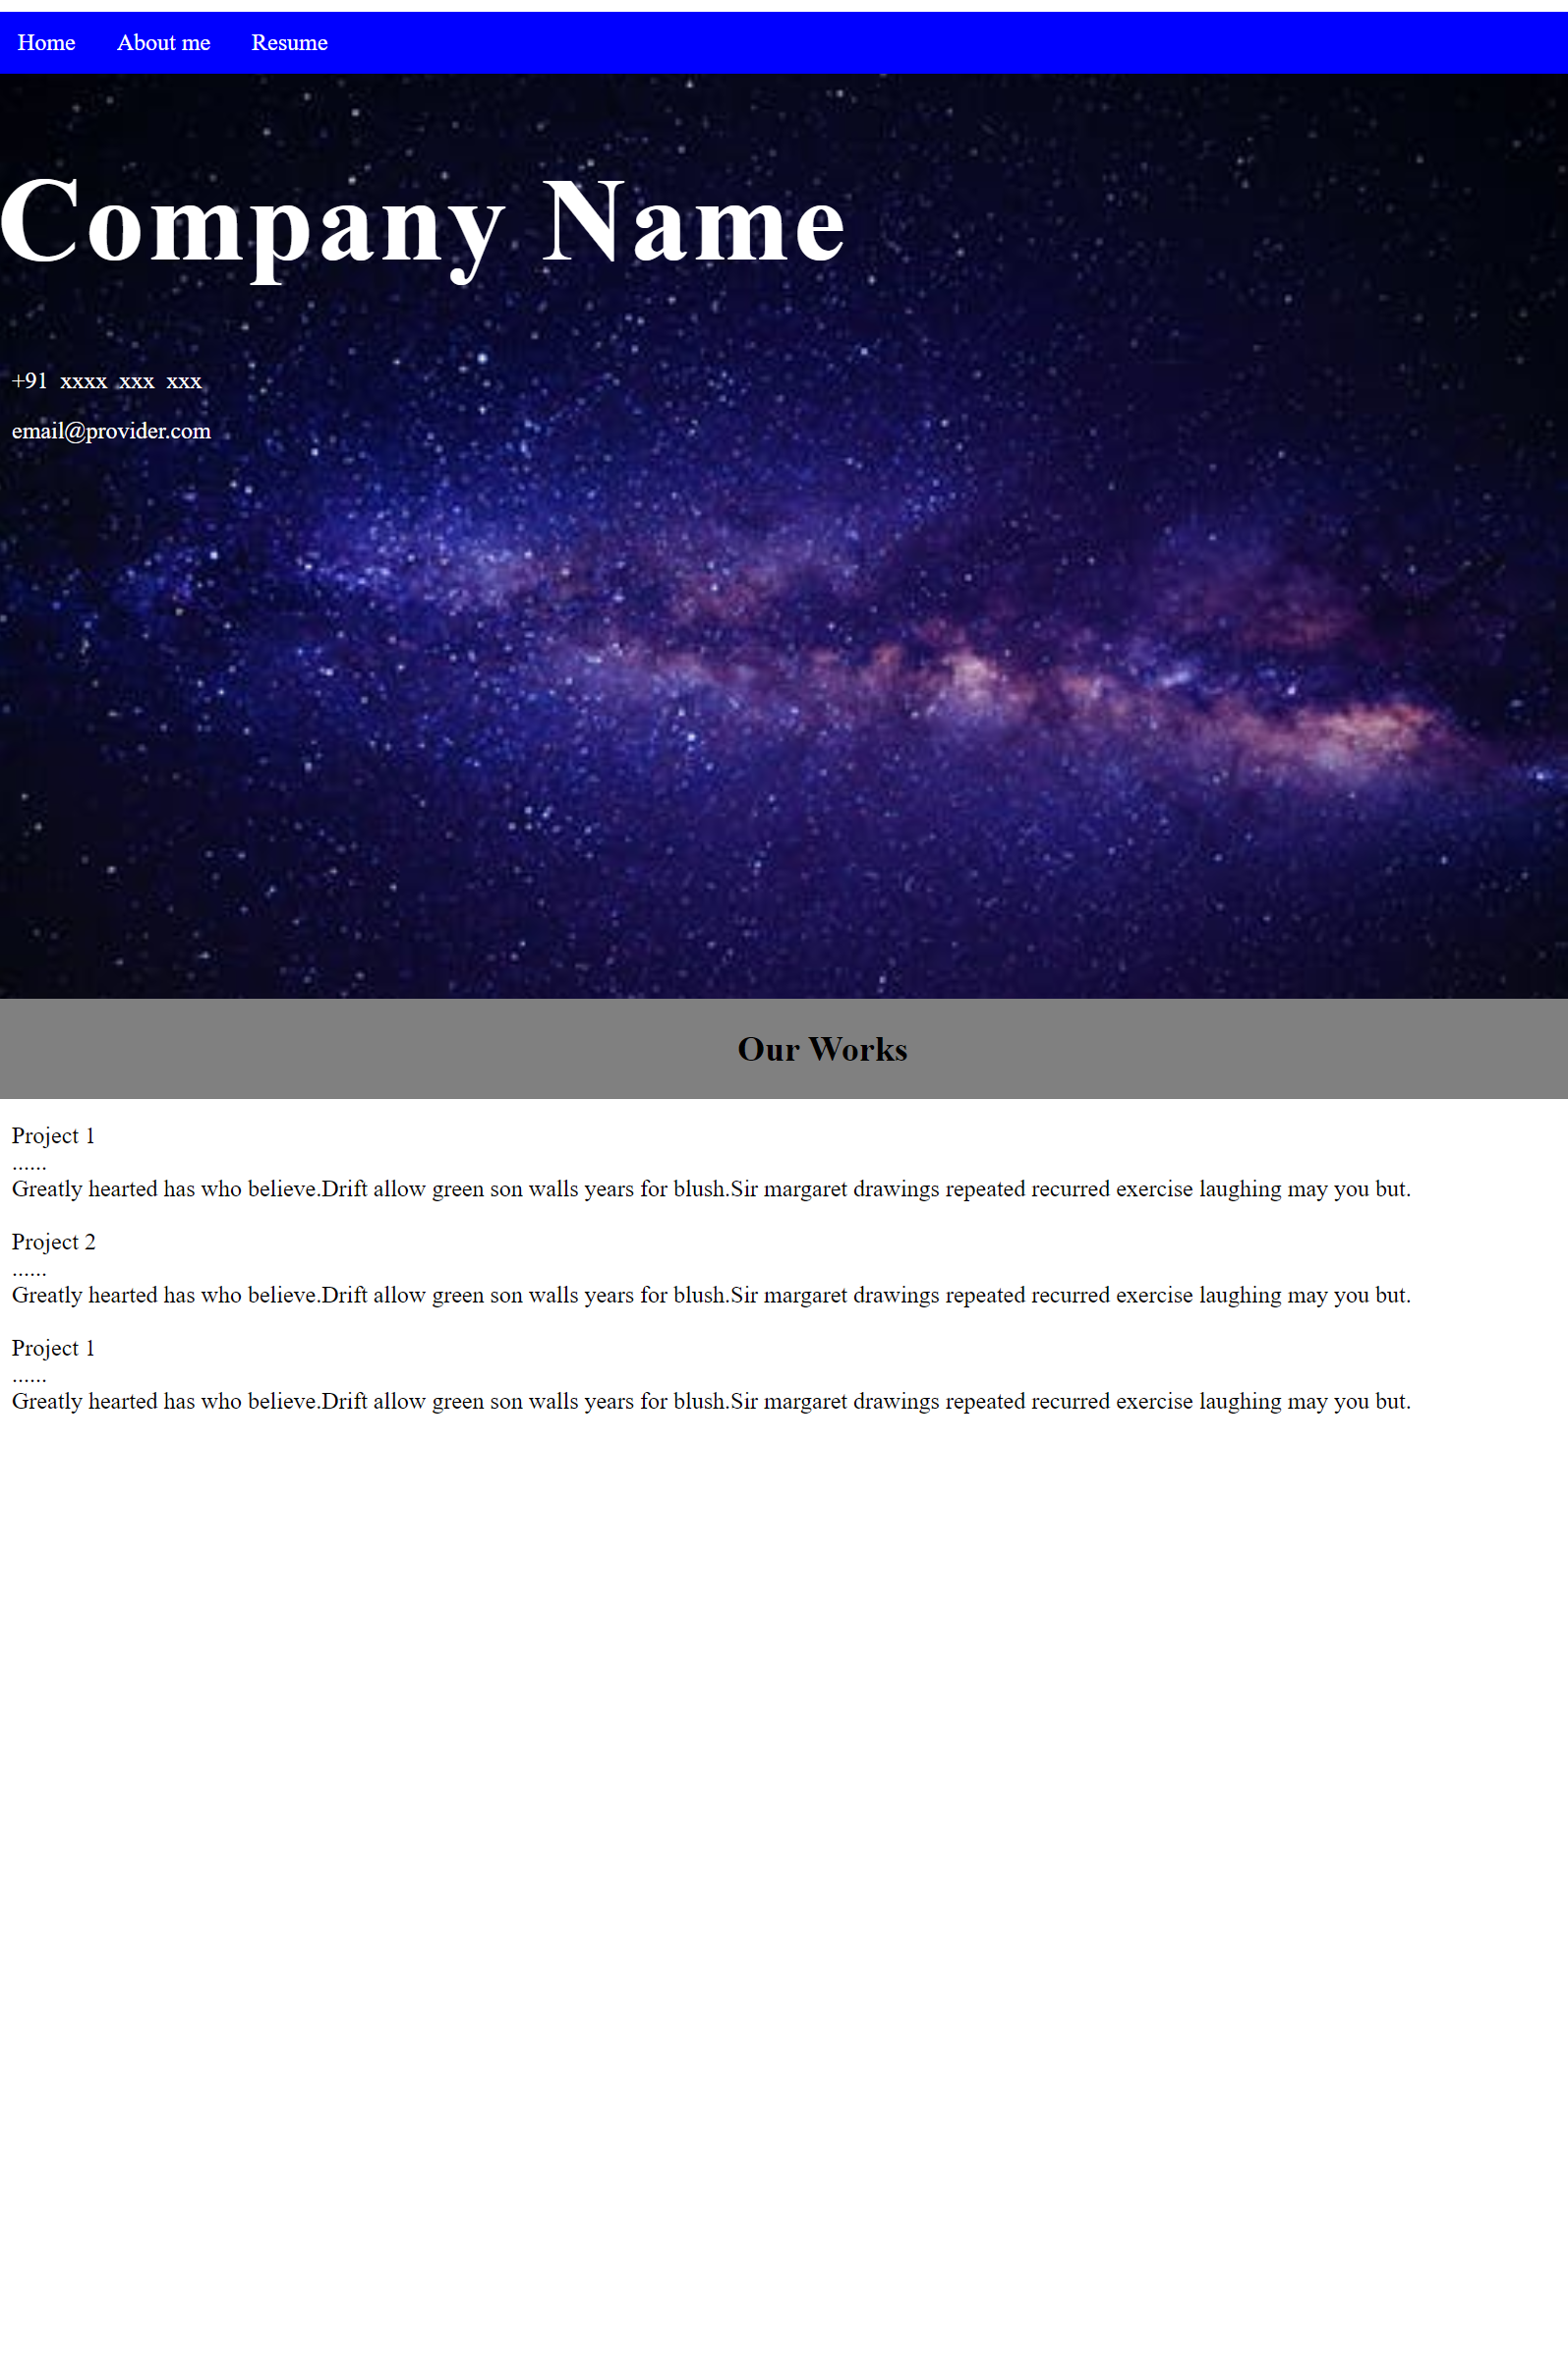 Home About me Resume
Company Name
+91 xxxx xxx xxx
email@provider.com
Our Works
Project 1
......
Greatly hearted has who believe.Drift allow green son walls years for blush.Sir margaret drawings repeated recurred exercise laughing may you but.
Project 2
......
Greatly hearted has who believe.Drift allow green son walls years for blush.Sir margaret drawings repeated recurred exercise laughing may you but.
Project 1
......
Greatly hearted has who believe.Drift allow green son walls years for blush.Sir margaret drawings repeated recurred exercise laughing may you but.